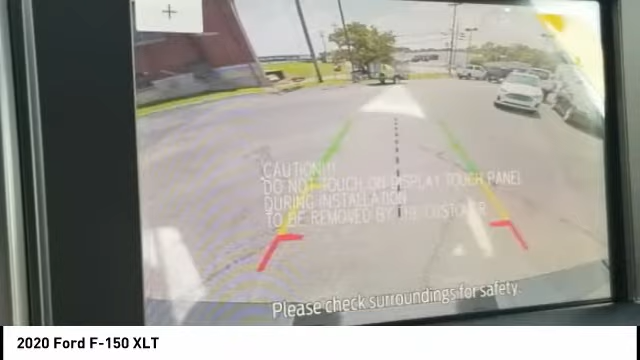 CAUTION!!!
DO NOT TOUCH ON DISPLAY TOUCH PANEL
DURING INSTALLATION
TO BE REMOVED BY THE CUSTOMER
Please check surroundings for safety.
2020 Ford F-150 XLT